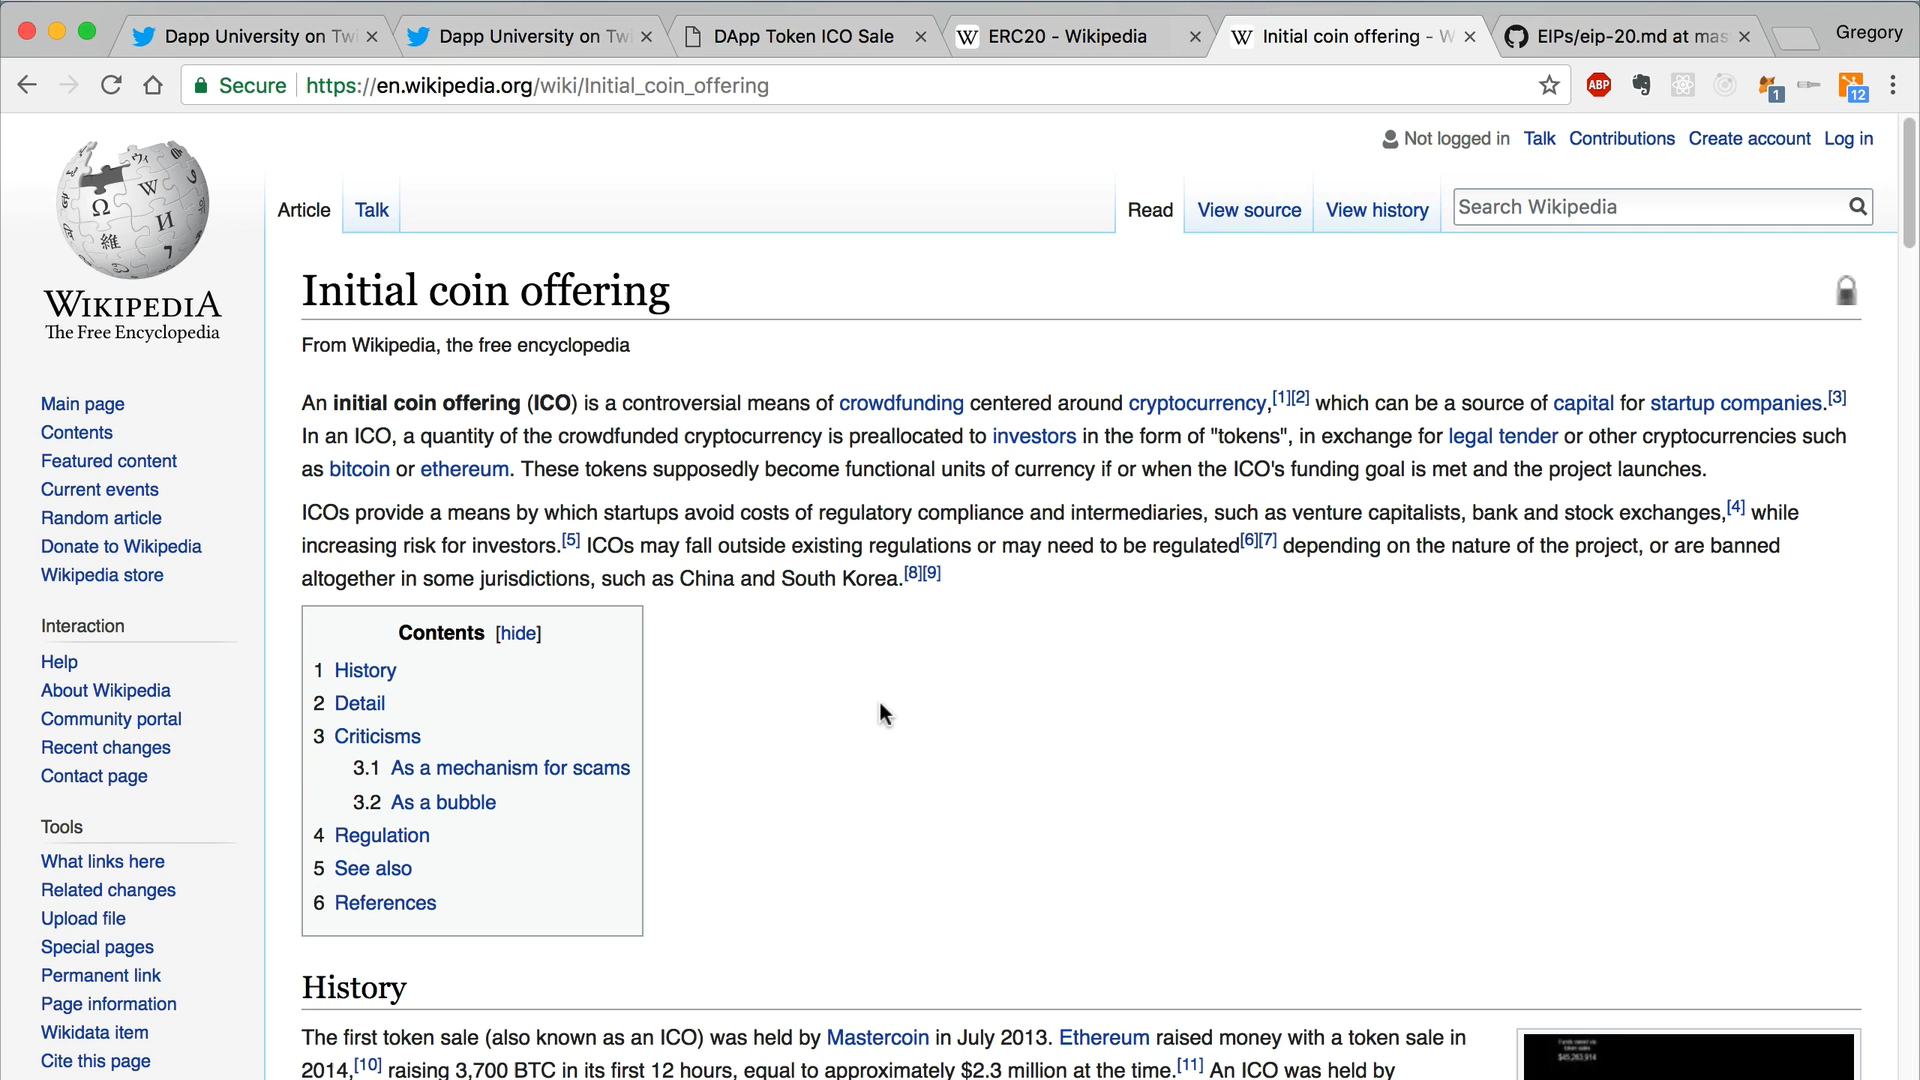 Dapp University on Twi
Dapp University on Twi
DApp Token ICO Sale
ERC20 - Wikipedia
Initial coin offering - W
EIPs/eip-20.md at mas
Gregory
Secure
https://en.wikipedia.org/wiki/Initial_coin_offering
ABP
1
12
Not logged in Talk Contributions Create account Log in
Article Talk
Read View source View history
Search Wikipedia
WIKIPEDIA
The Free Encyclopedia
Main page
Contents
Featured content
Current events
Random article
Donate to Wikipedia
Wikipedia store
Interaction
Help
About Wikipedia
Community portal
Recent changes
Contact page
Tools
What links here
Related changes
Upload file
Special pages
Permanent link
Page information
Wikidata item
Cite this page
Initial coin offering
From Wikipedia, the free encyclopedia
An initial coin offering (ICO) is a controversial means of crowdfunding centered around cryptocurrency,[1][2] which can be a source of capital for startup companies.[3]
In an ICO, a quantity of the crowdfunded cryptocurrency is preallocated to investors in the form of "tokens", in exchange for legal tender or other cryptocurrencies such
as bitcoin or ethereum. These tokens supposedly become functional units of currency if or when the ICO's funding goal is met and the project launches.
ICOs provide a means by which startups avoid costs of regulatory compliance and intermediaries, such as venture capitalists, bank and stock exchanges,[4] while
increasing risk for investors.[5] ICOs may fall outside existing regulations or may need to be regulated[6][7] depending on the nature of the project, or are banned
altogether in some jurisdictions, such as China and South Korea.[8][9]
Contents [hide]
1 History
2 Detail
3 Criticisms
3.1 As a mechanism for scams
3.2 As a bubble
4 Regulation
5 See also
6 References
History
The first token sale (also known as an ICO) was held by Mastercoin in July 2013. Ethereum raised money with a token sale in
2014,[10] raising 3,700 BTC in its first 12 hours, equal to approximately $2.3 million at the time.[11] An ICO was held by